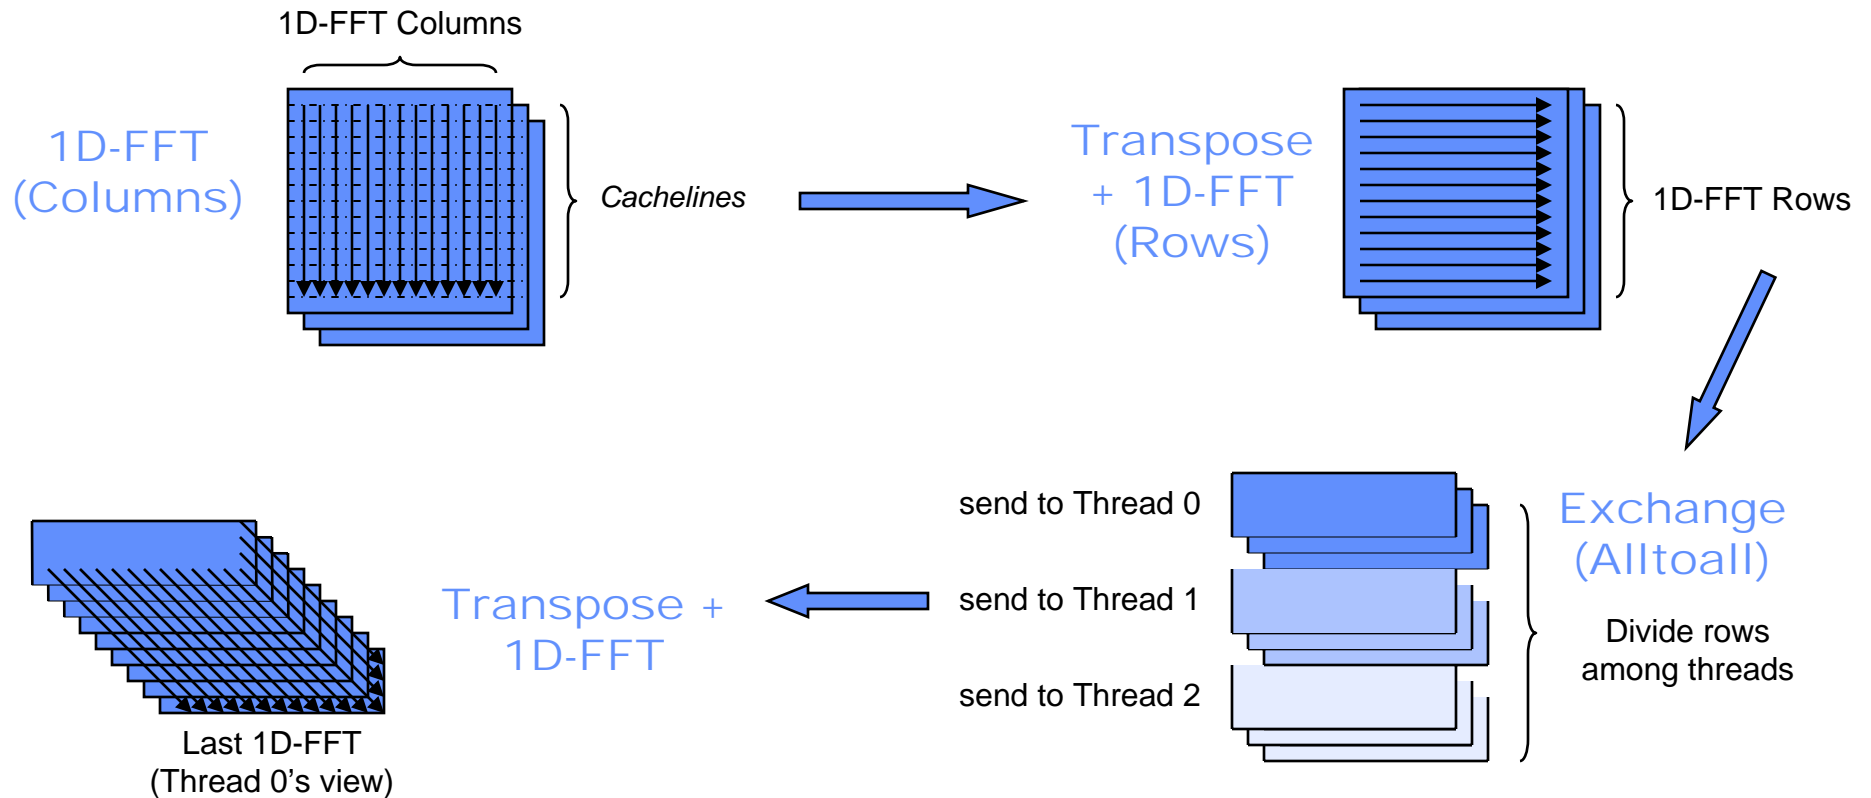 1D-FFT Columns
1D-FFT
(Columns)
Cachelines
Transpose
+ 1D-FFT
(Rows)
1D-FFT Rows
send to Thread 0
send to Thread 1
send to Thread 2
Exchange
(Alltoall)
Divide rows
among threads
Transpose +
1D-FFT
Last 1D-FFT
(Thread 0's view)